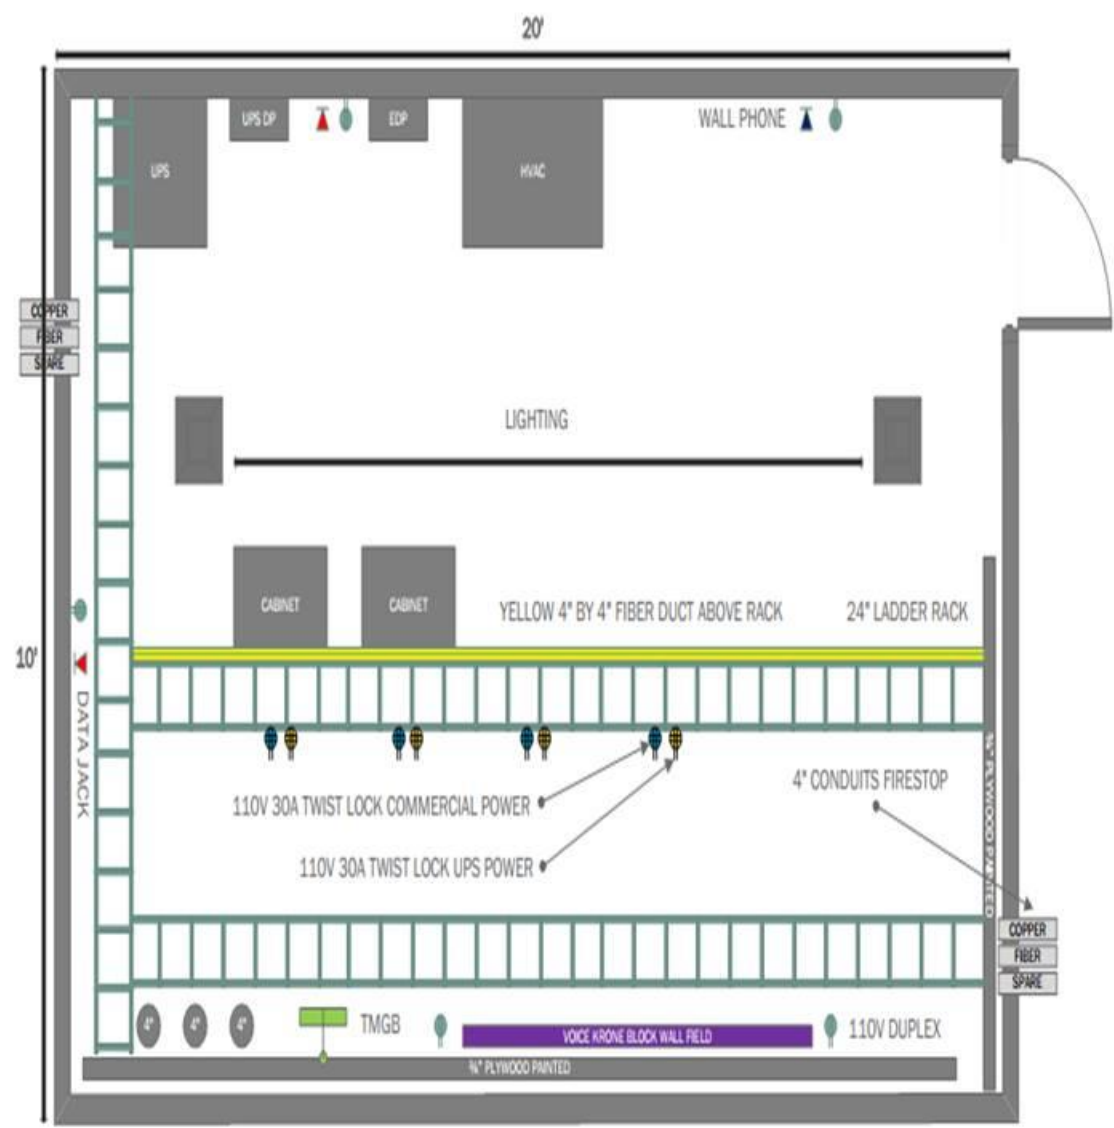 20'
UPS DP
EDP
WALL PHONE
UPS
HVAC
COPPER
FIBER
SPARE
LIGHTING
CABINET
CABINET
YELLOW 4" BY 4" FIBER DUCT ABOVE RACK
24" LADDER RACK
10'
DATA JACK
110V 30A TWIST LOCK COMMERCIAL POWER
4" CONDUITS FIRESTOP
¾" PLYWOOD PAINTED
110V 30A TWIST LOCK UPS POWER
COPPER
FIBER
SPARE
4"
4"
4"
TMGB
VOICE KRONE BLOCK WALL FIELD
110V DUPLEX
¾" PLYWOOD PAINTED